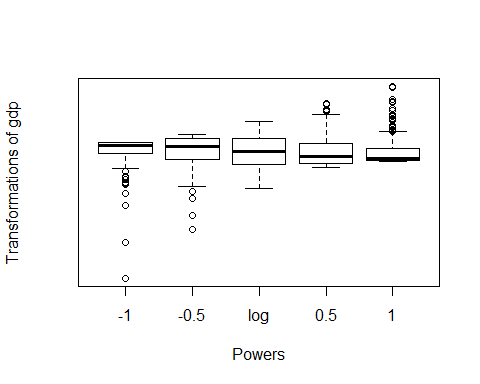 Transformations of gdp
-1 -0.5 log 0.5 1
Powers